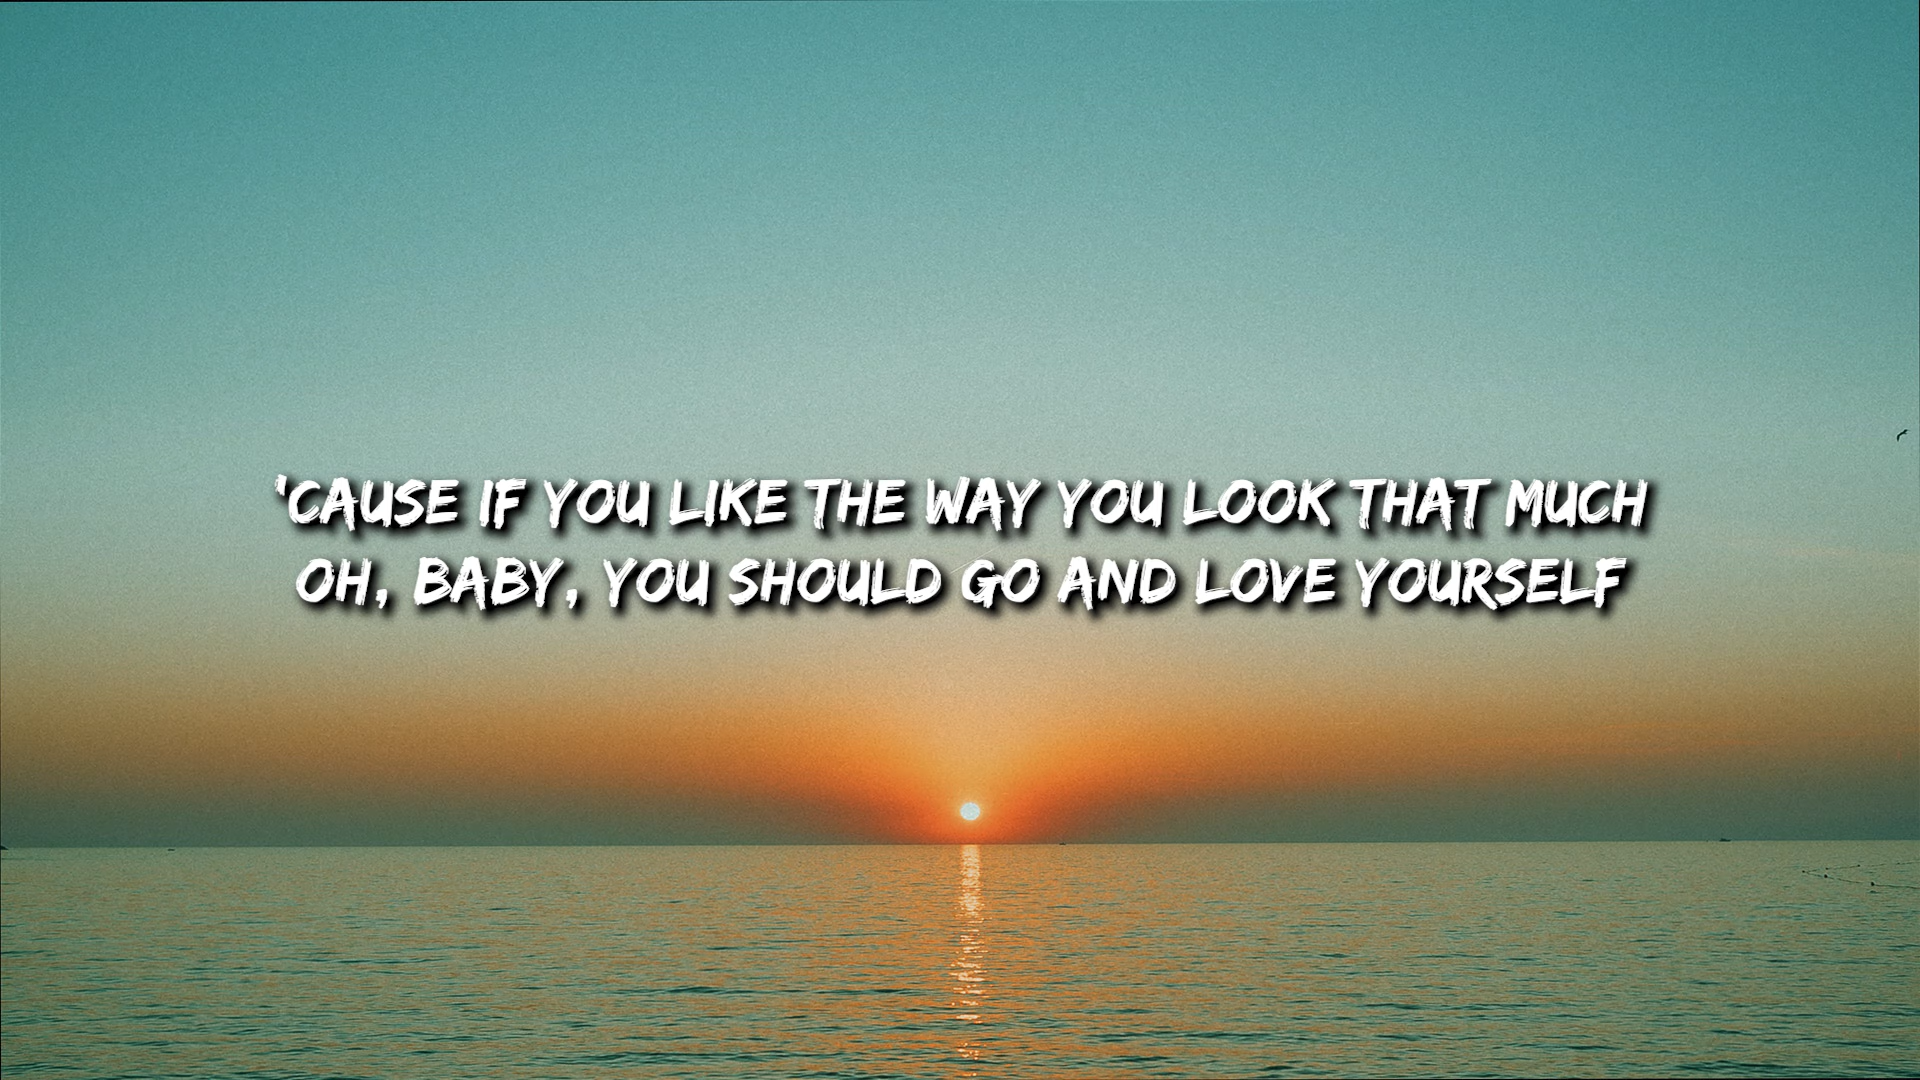 'CAUSE IF YOU LIKE THE WAY YOU LOOK THAT MUCH
OH, BABY, YOU SHOULD GO AND LOVE YOURSELF